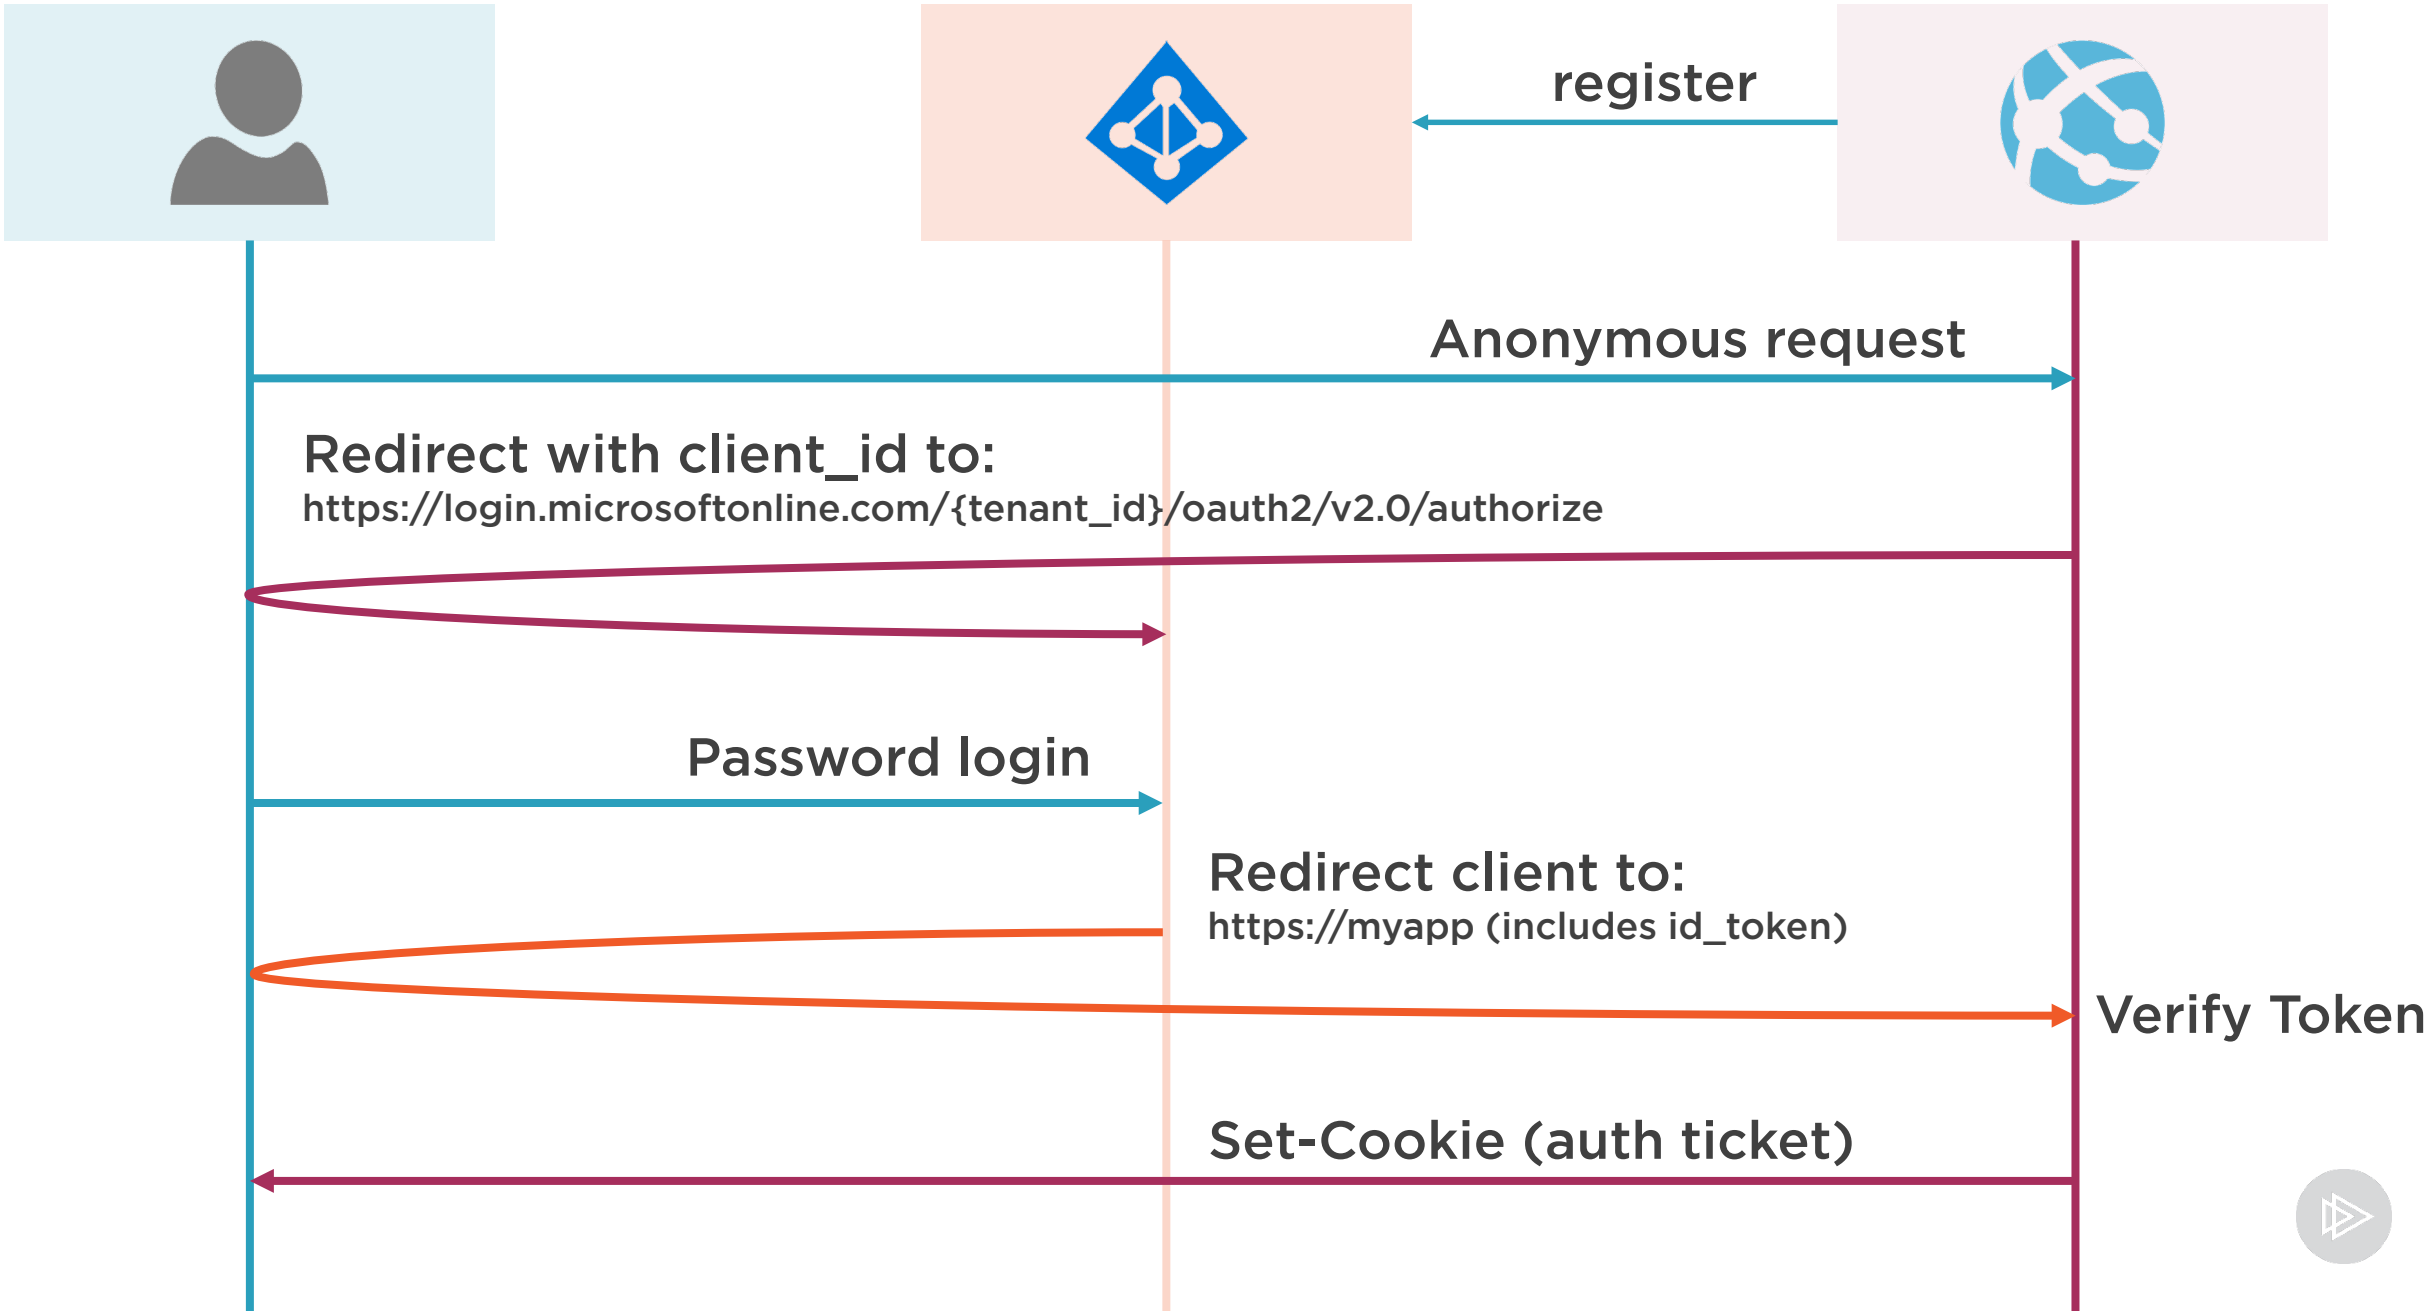 register
Anonymous request
Redirect with client_id to:
https://login.microsoftonline.com/{tenant_id}/oauth2/v2.0/authorize
Password login
Redirect client to:
https://myapp (includes id_token)
Verify Token
Set-Cookie (auth ticket)